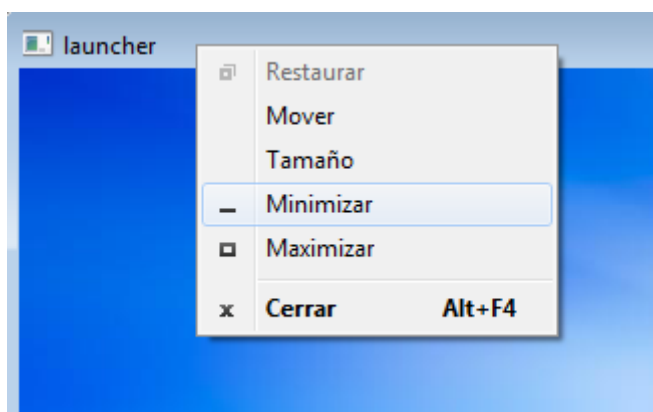 launcher
Restaurar
Mover
Tamaño
Minimizar
Maximizar
Cerrar Alt+F4